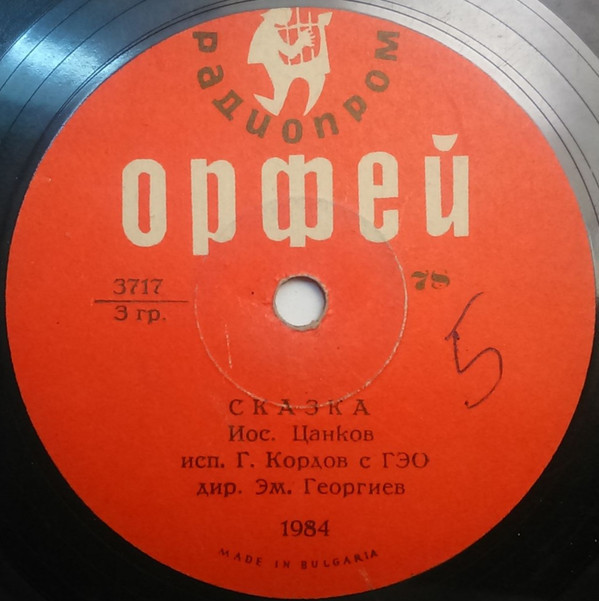 радиопром
ОРФЕЙ
3717
3 гр.
78
5
СКАЗКА
Иос. Цанков
исп. Г. Кордов с ГЭО
дир. Эм. Георгиев
1984
MADE IN BULGARIA